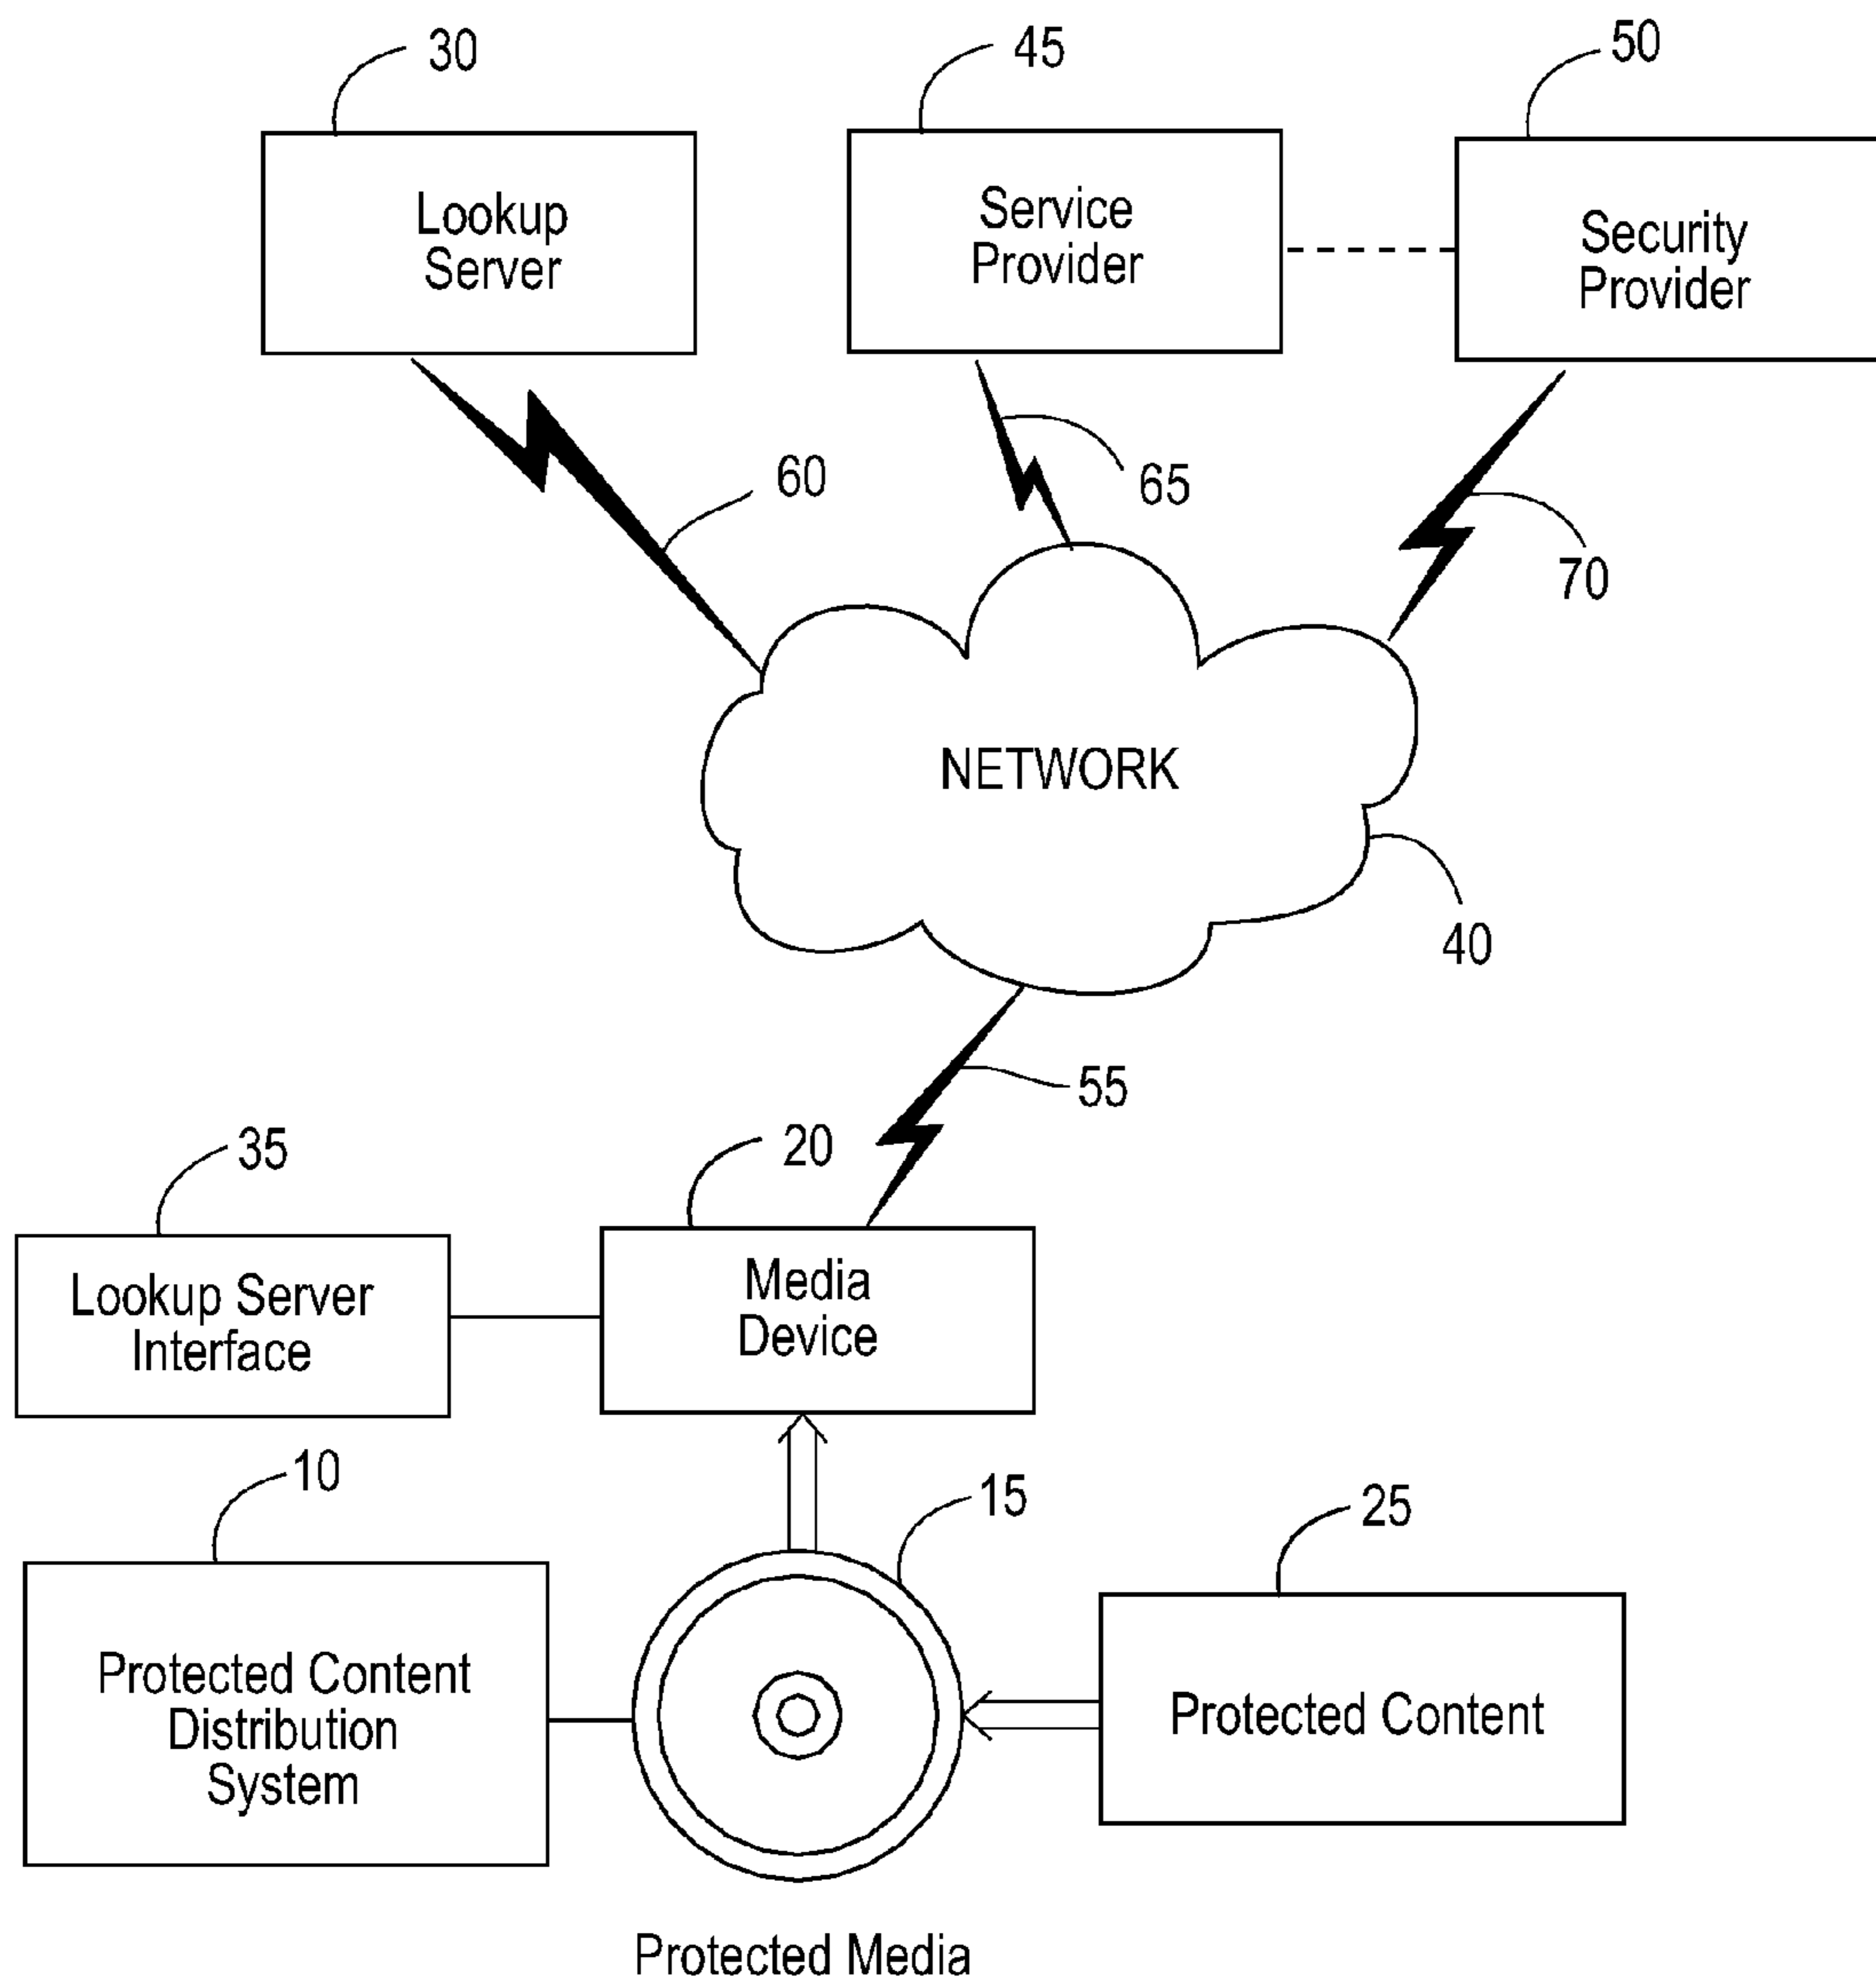 30
45
50
Lookup
Server
Service
Provider
Security
Provider
60
65
70
NETWORK
40
55
35
20
Lookup Server
Interface
Media
Device
10
15
25
Protected Content
Distribution
System
Protected Content
Protected Media